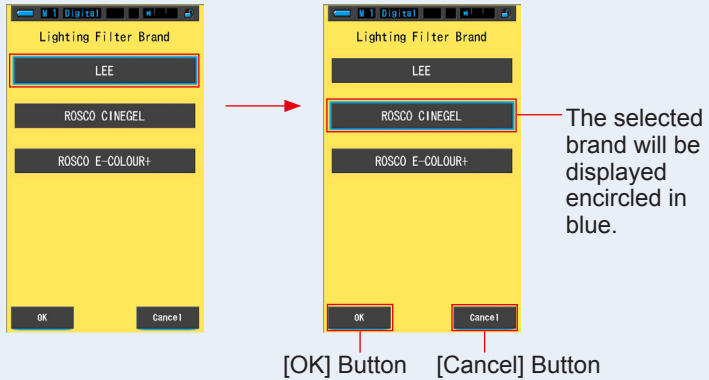 M 1 Digital
Lighting Filter Brand
LEE
ROSCO CINEGEL
ROSCO E-COLOUR+
OK
Cancel
M 1 Digital
Lighting Filter Brand
LEE
ROSCO CINEGEL
ROSCO E-COLOUR+
OK
Cancel
The selected
brand will be
displayed
encircled in
blue.
[OK] Button
[Cancel] Button